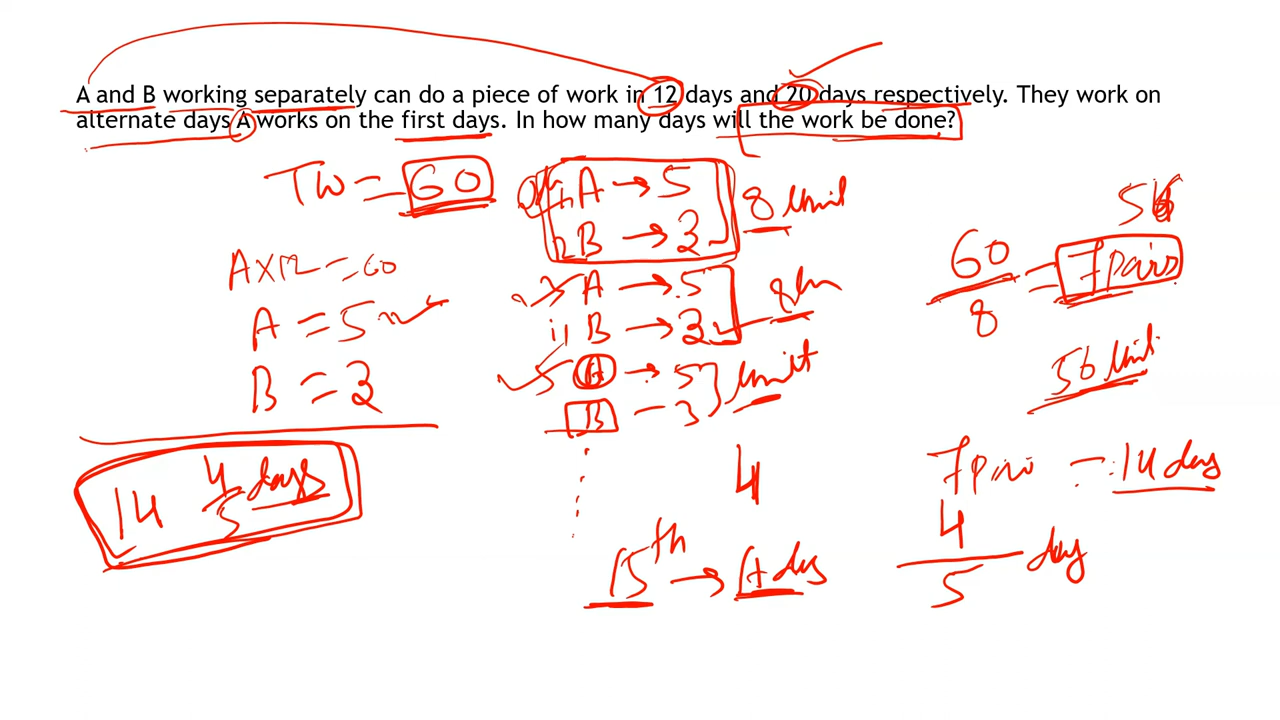 A and B working separately can do a piece of work in 12 days and 20 days respectively. They work on
alternate days A works on the first days. In how many days will the work be done?
TW = 60
A × 12 = 60
A = 5
B = 3
14 4/5 days
A → 5
B → 3
8 Unit
A → 5
B → 3
A → 5
B - 3
Unit
4
15th →
days
60/8 = 7 pairs
56 Unit
7 pair - 14 days
4/5 day